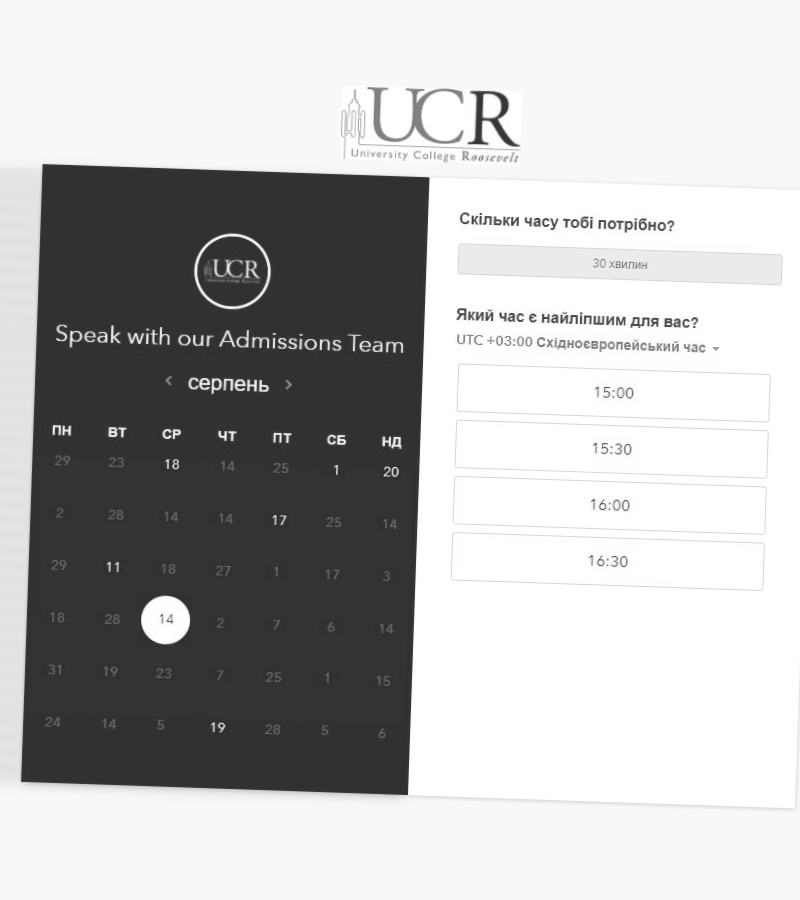 UCR
University College Roosevelt
UCR
University College Roosevelt
Speak with our Admissions Team
серпень
ПН ВТ СР ЧТ ПТ СБ НД
29 23 18 14 25 1 20
2 28 14 14 17 25 14
29 11 18 27 1 17 3
18 28 14 2 7 6 14
31 19 23 7 25 1 15
24 14 5 19 28 5 6
Скільки часу тобі потрібно?
30 хвилин
Який час є найліпшим для вас?
UTC +03:00 Східноєвропейський час
15:00
15:30
16:00
16:30